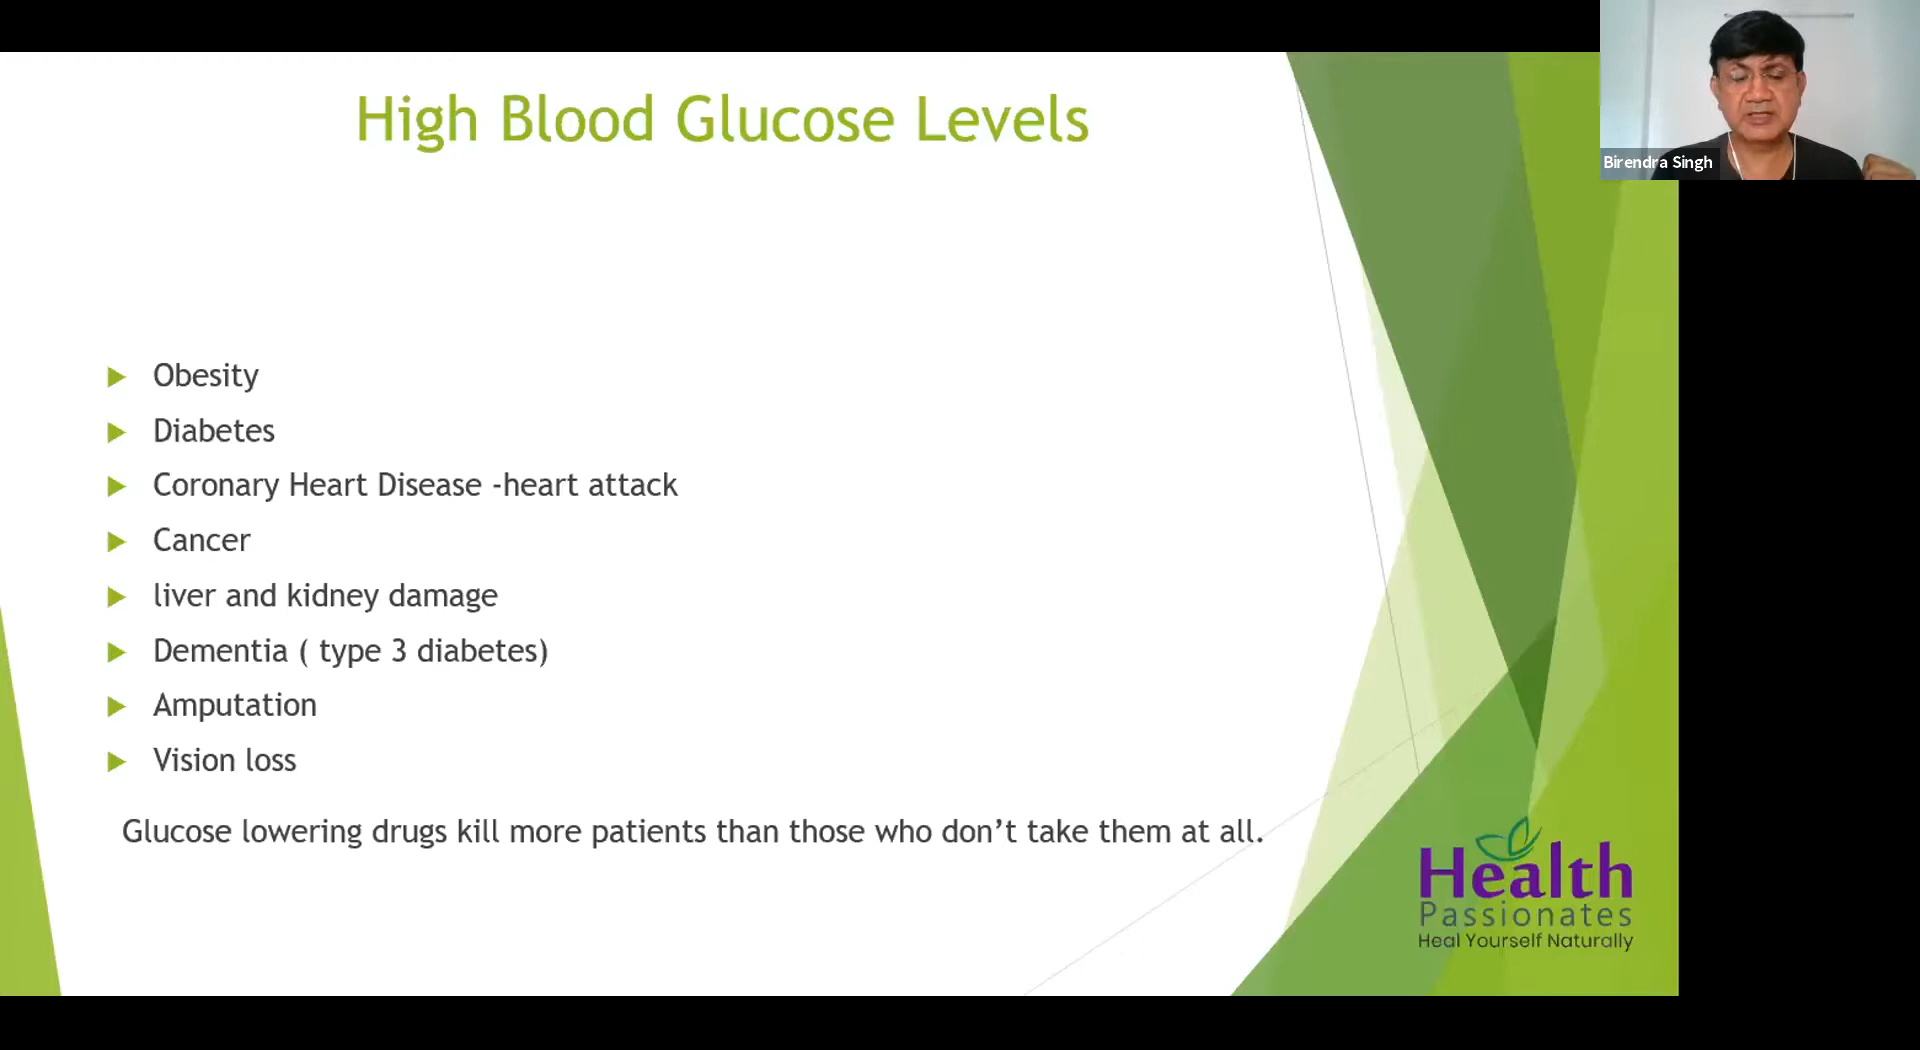 High Blood Glucose Levels
Birendra Singh
Obesity
Diabetes
Coronary Heart Disease -heart attack
Cancer
liver and kidney damage
Dementia ( type 3 diabetes)
Amputation
Vision loss
Glucose lowering drugs kill more patients than those who don’t take them at all.
Health
Passionates
Heal Yourself Naturally